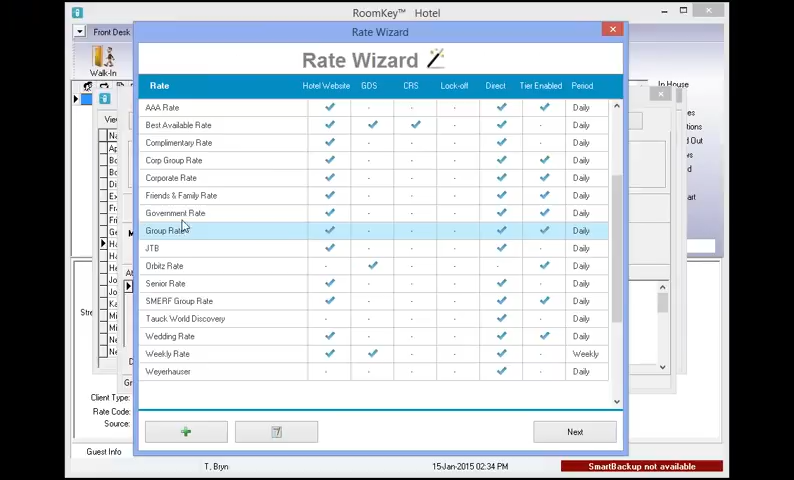 RoomKey™ Hotel
Front Desk
Rate Wizard
Walk-In
Rate Wizard
In House
Rate Hotel Website GDS CRS Lock-off Direct Tier Enabled Period
AAA Rate Daily
Best Available Rate Daily
Complimentary Rate Daily
Corp Group Rate Daily
Corporate Rate Daily
Friends & Family Rate Daily
Government Rate Daily
Group Rate Daily
JTB Daily
Orbitz Rate Daily
Senior Rate Daily
SMERF Group Rate Daily
Tauck World Discovery Daily
Wedding Rate Daily
Weekly Rate Weekly
Weyerhauser Daily
Client Type:
Rate Code:
Source:
Next
Guest Info
T, Bryn 15-Jan-2015 02:34 PM SmartBackup not available